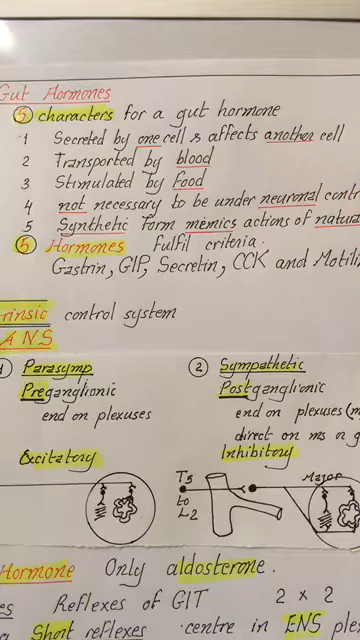 Gut Hormones
5 characters for a gut hormone
1 Secreted by one cell & affects another cell
2 Transported by blood
3 Stimulated by Food
4 not necessary to be under neuronal contr
5 Synthetic form memics actions of natura
5 Hormones Fulfil criteria.
Gastrin, GIP, Secretin, CCK and Motili
rinsic control system
ANS
1 Parasymp
Preganglionic
end on plexuses
Excitatory
2 Sympathetic
Postganglionic
end on plexuses (m
direct on ms or g
Inhibitory
T5
to
L2
Major
Hormone Only aldosterone.
es Reflexes of GIT 2 x 2
a Short reflexes centre in ENS ple